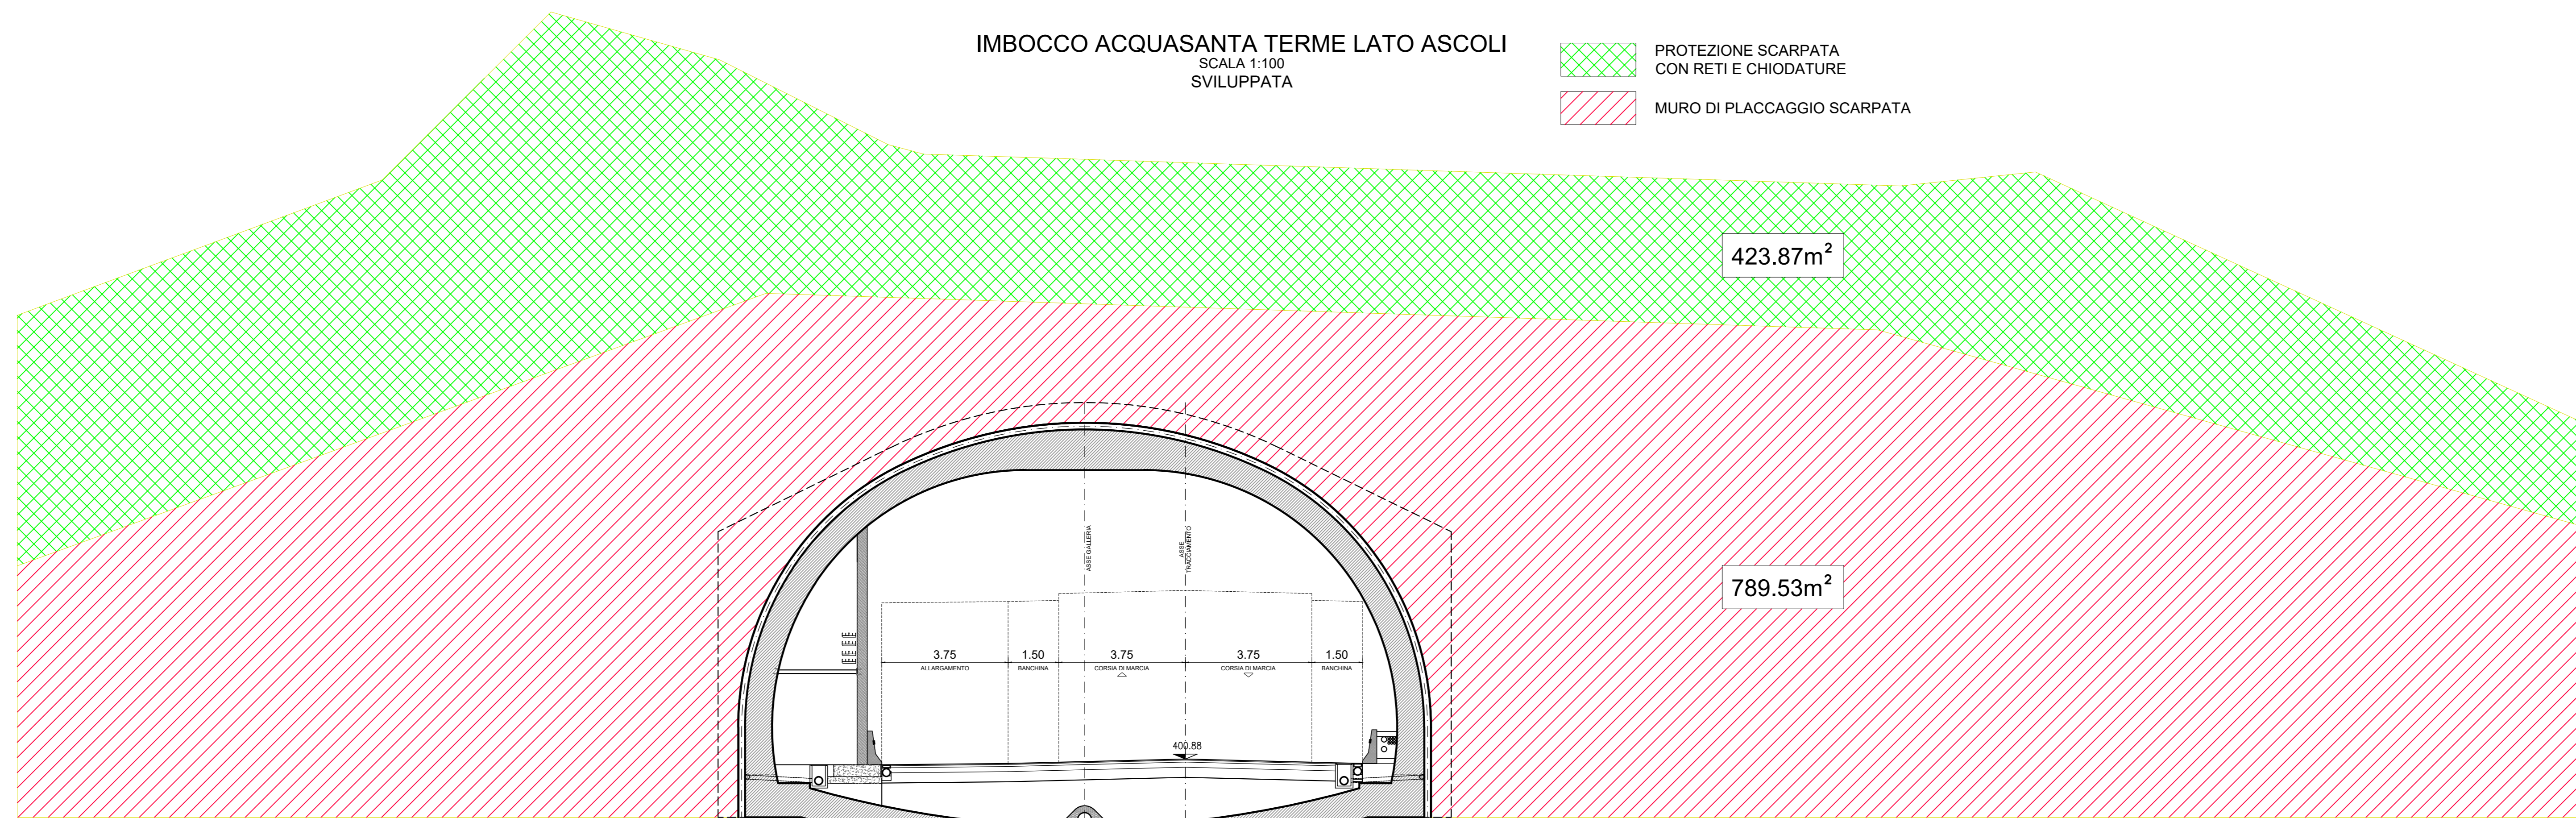 IMBOCCO ACQUASANTA TERME LATO ASCOLI
SCALA 1:100
SVILUPPATA
PROTEZIONE SCARPATA
CON RETI E CHIODATURE
MURO DI PLACCAGGIO SCARPATA
423.87m²
789.53m²
ASSE GALLERIA
ASSE
TRACCIAMENTO
3.75
ALLARGAMENTO
1.50
BANCHINA
3.75
CORSIA DI MARCIA
3.75
CORSIA DI MARCIA
1.50
BANCHINA
400.88